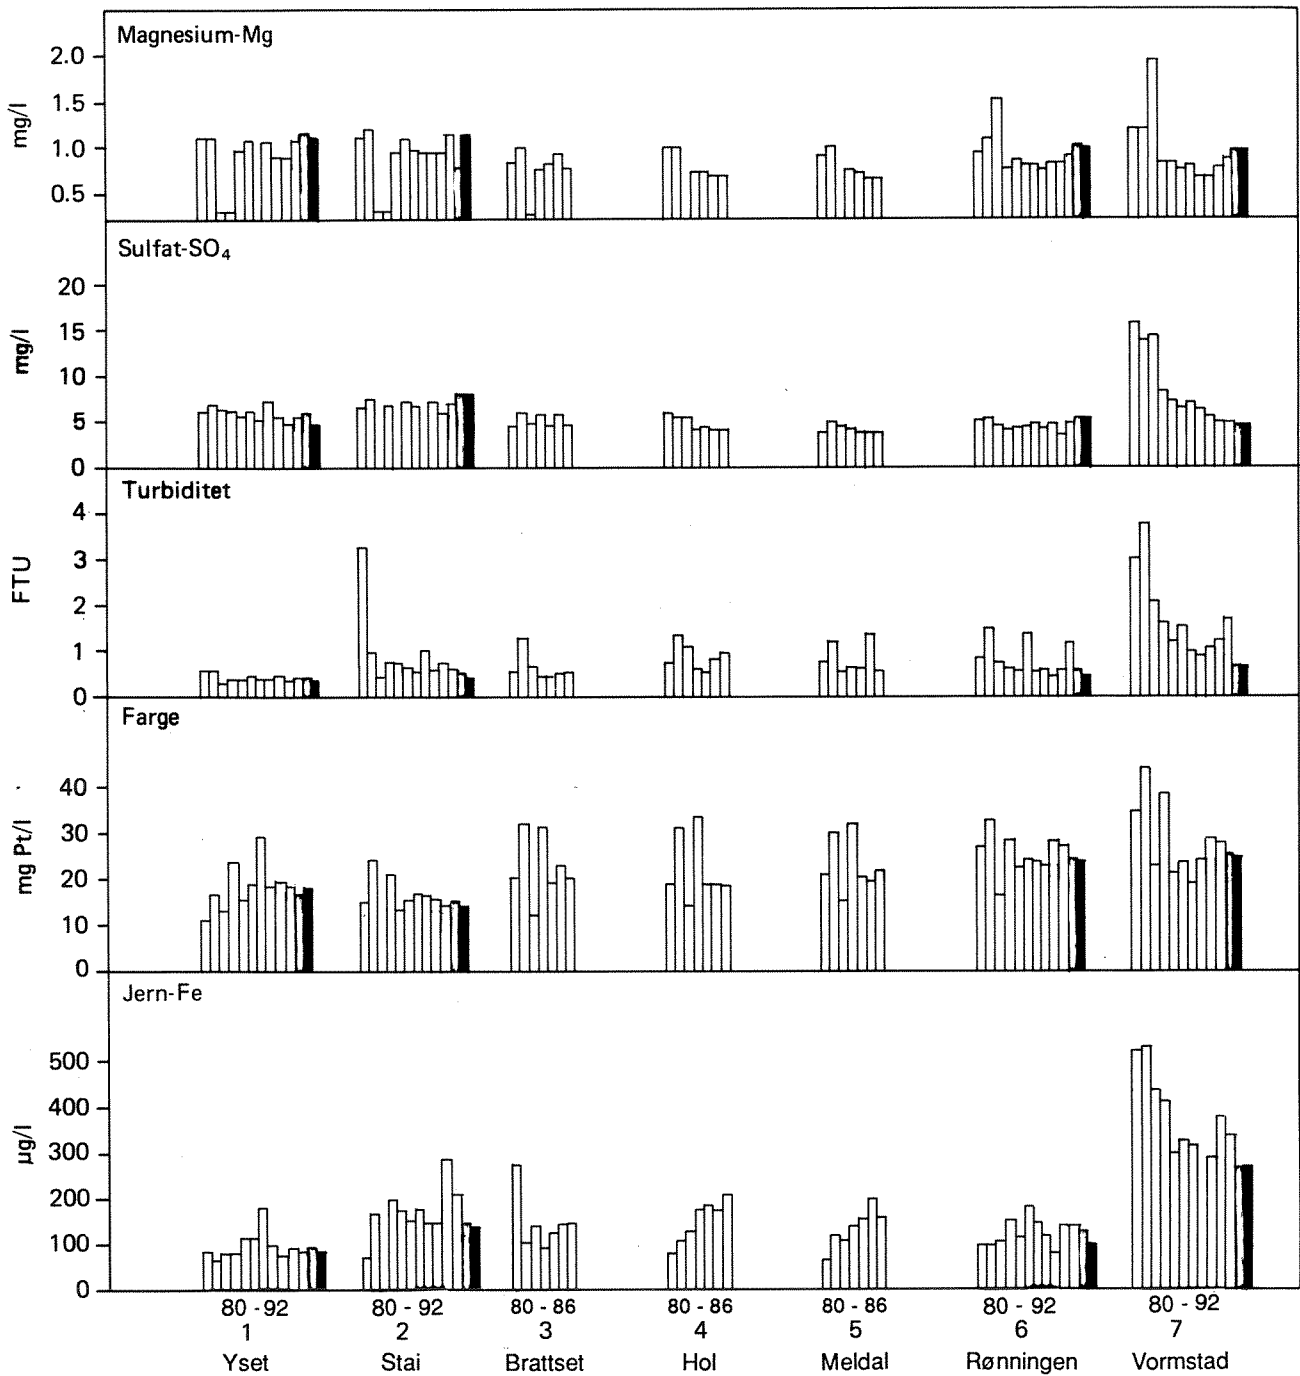 Magnesium-Mg
2.0
1.5
1.0
0.5
mg/l
Sulfat-SO₄
20
15
10
5
0
mg/l
Turbiditet
4
3
2
1
0
FTU
Farge
40
30
20
10
0
mg Pt/l
Jern-Fe
500
400
300
200
100
0
µg/l
80 - 92 80 - 92 80 - 86 80 - 86 80 - 86 80 - 92 80 - 92
1 2 3 4 5 6 7
Yset Stai Brattset Hol Meldal Rønningen Vormstad